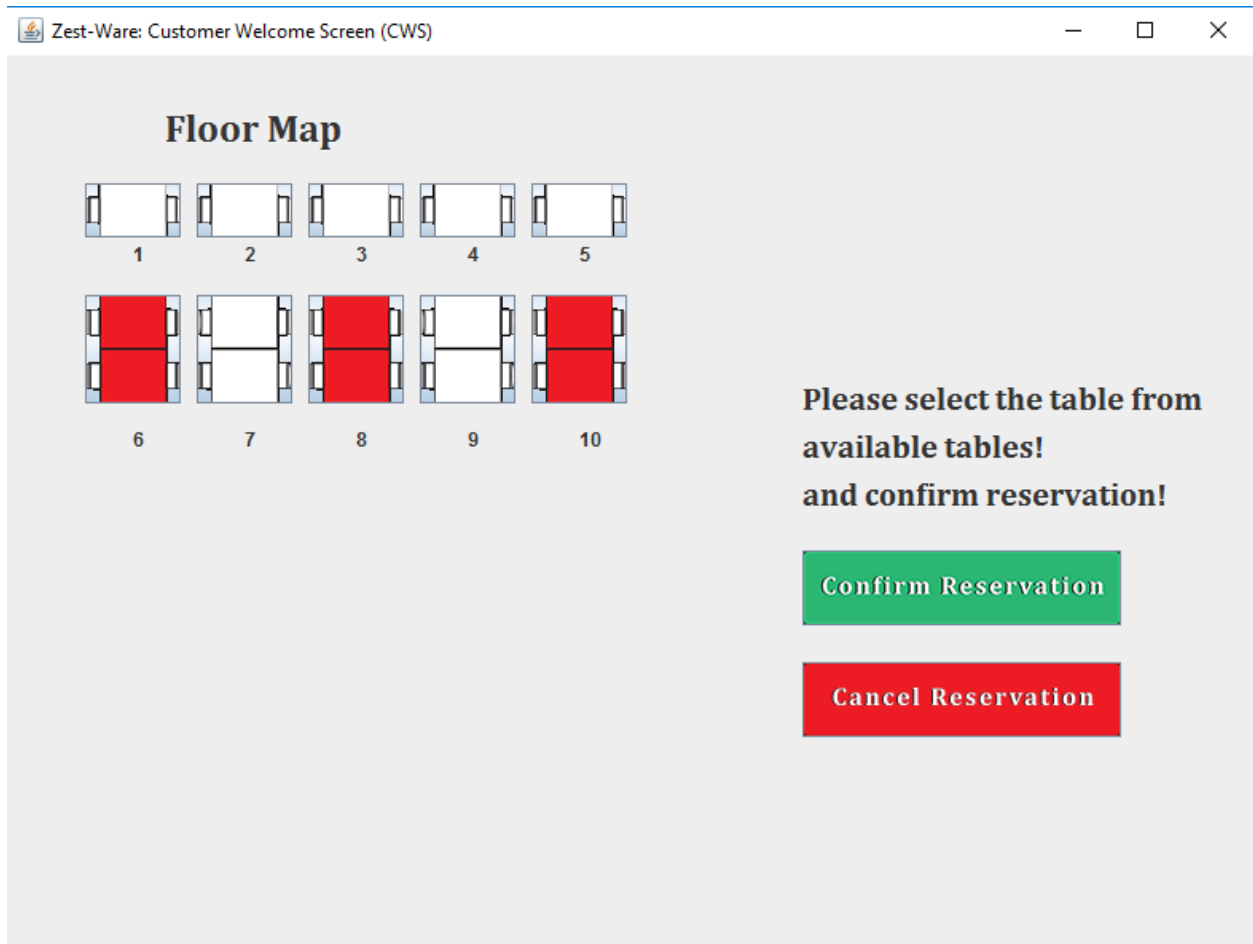 Zest-Ware: Customer Welcome Screen (CWS)
Floor Map
1 2 3 4 5
6 7 8 9 10
Please select the table from
available tables!
and confirm reservation!
Confirm Reservation
Cancel Reservation